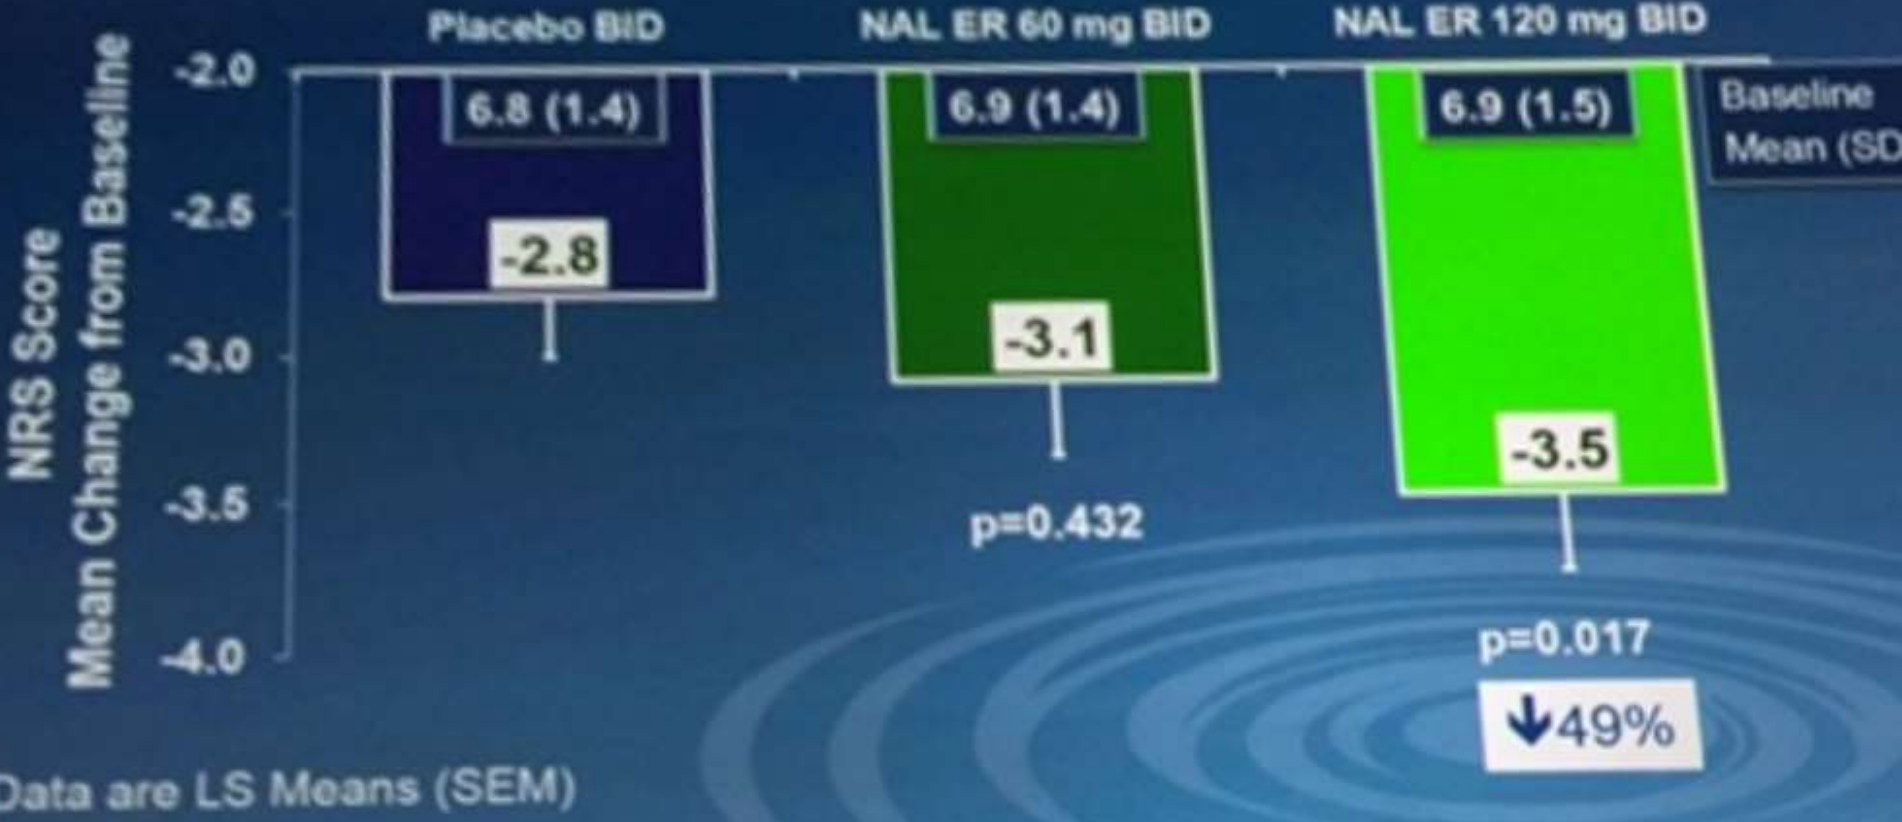 Placebo BID
NAL ER 60 mg BID
NAL ER 120 mg BID
NRS Score
Mean Change from Baseline
-2.0
-2.5
-3.0
-3.5
-4.0
6.8 (1.4)
6.9 (1.4)
6.9 (1.5)
Baseline
Mean (SD
-2.8
-3.1
-3.5
p=0.432
p=0.017
↓49%
Data are LS Means (SEM)